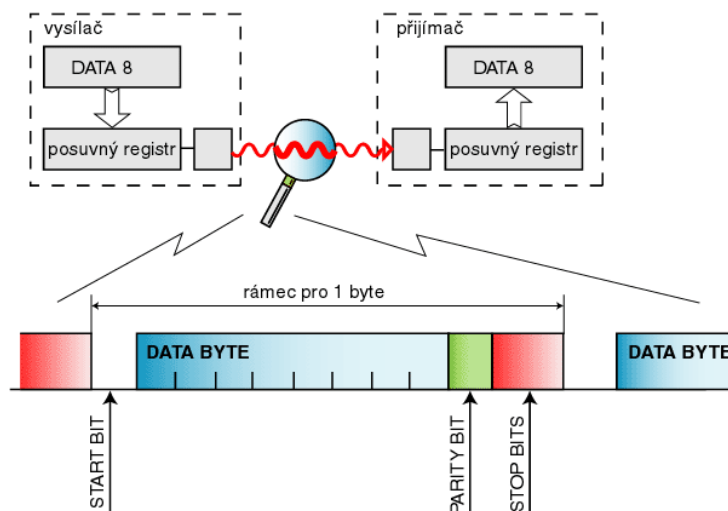 vysílač
přijímač
DATA 8
DATA 8
posuvný registr
posuvný registr
rámec pro 1 byte
DATA BYTE
DATA BYTE
START BIT
PARITY BIT
STOP BITS